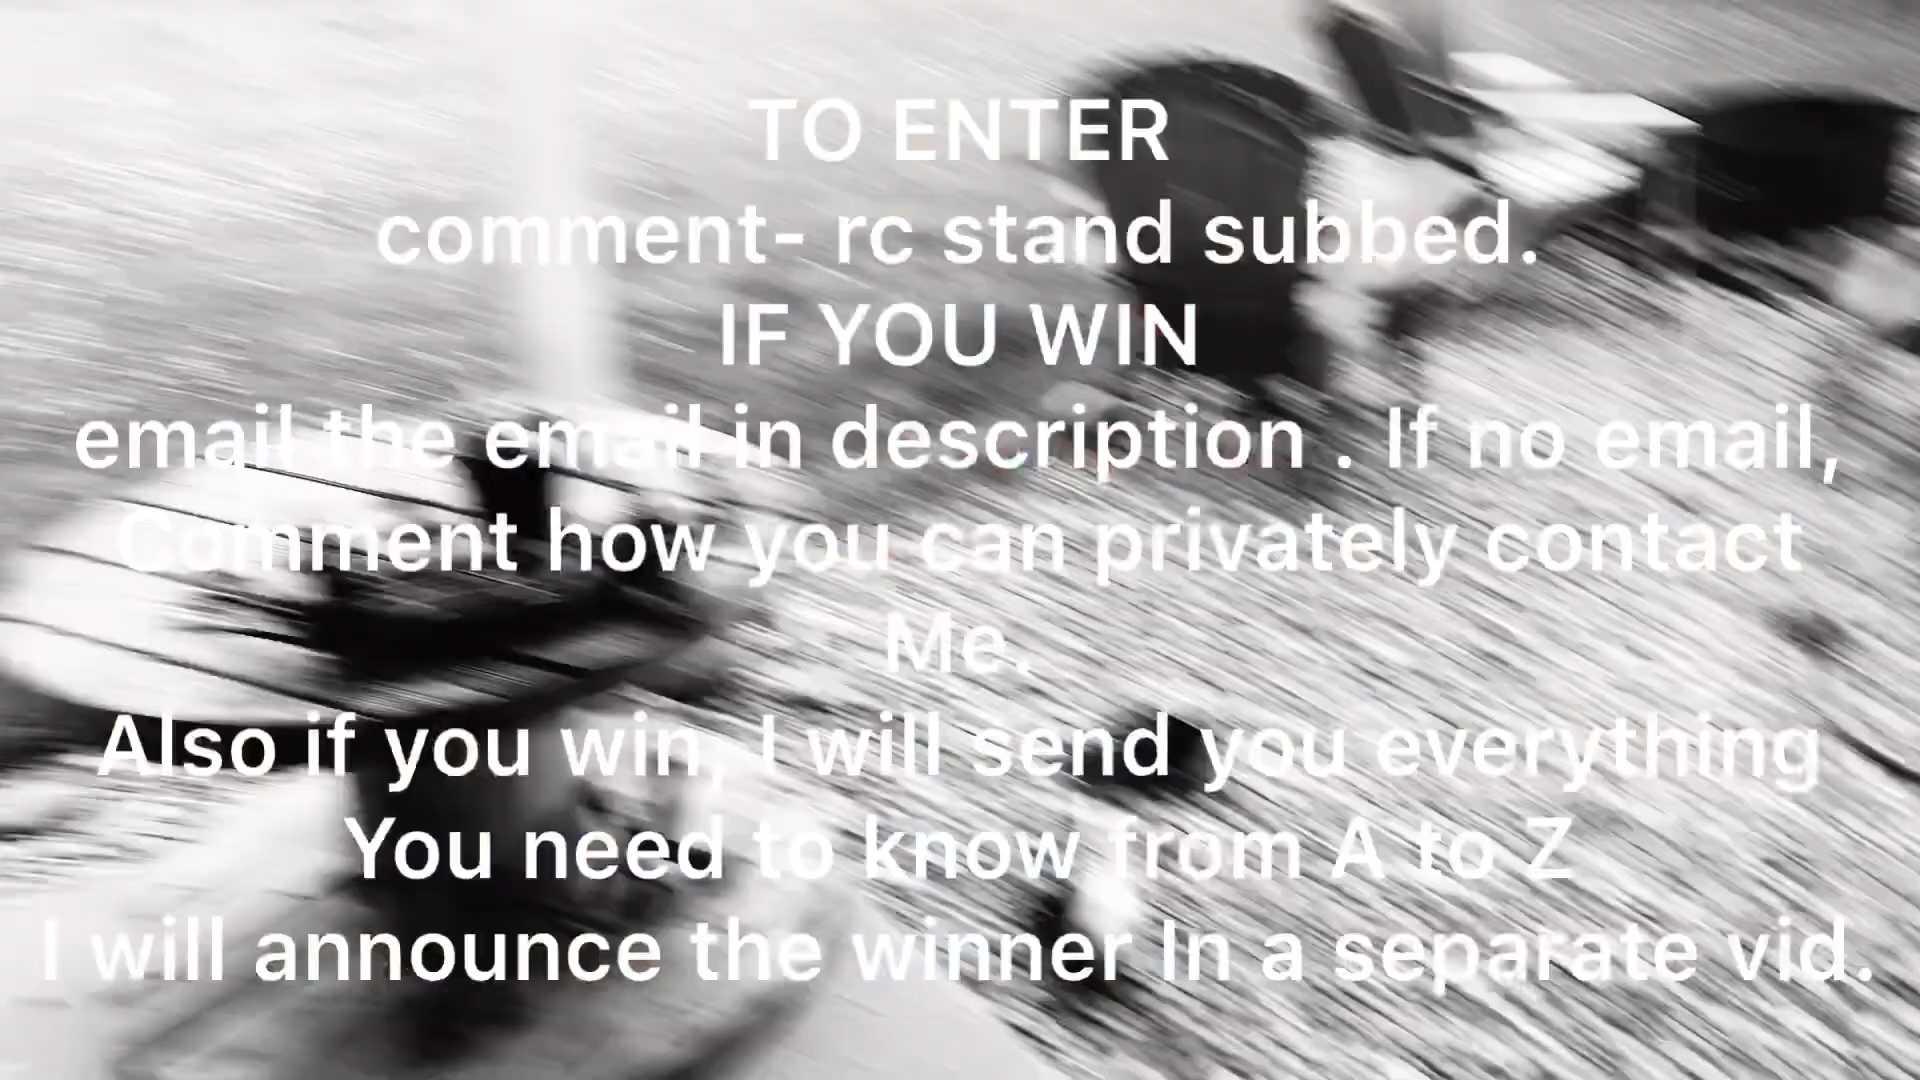 TO ENTER
comment- rc stand subbed.
IF YOU WIN
email the email in description . If no email,
Comment how you can privately contact
Me.
Also if you win, I will send you everything
You need to know from A to Z
I will announce the winner In a separate vid.